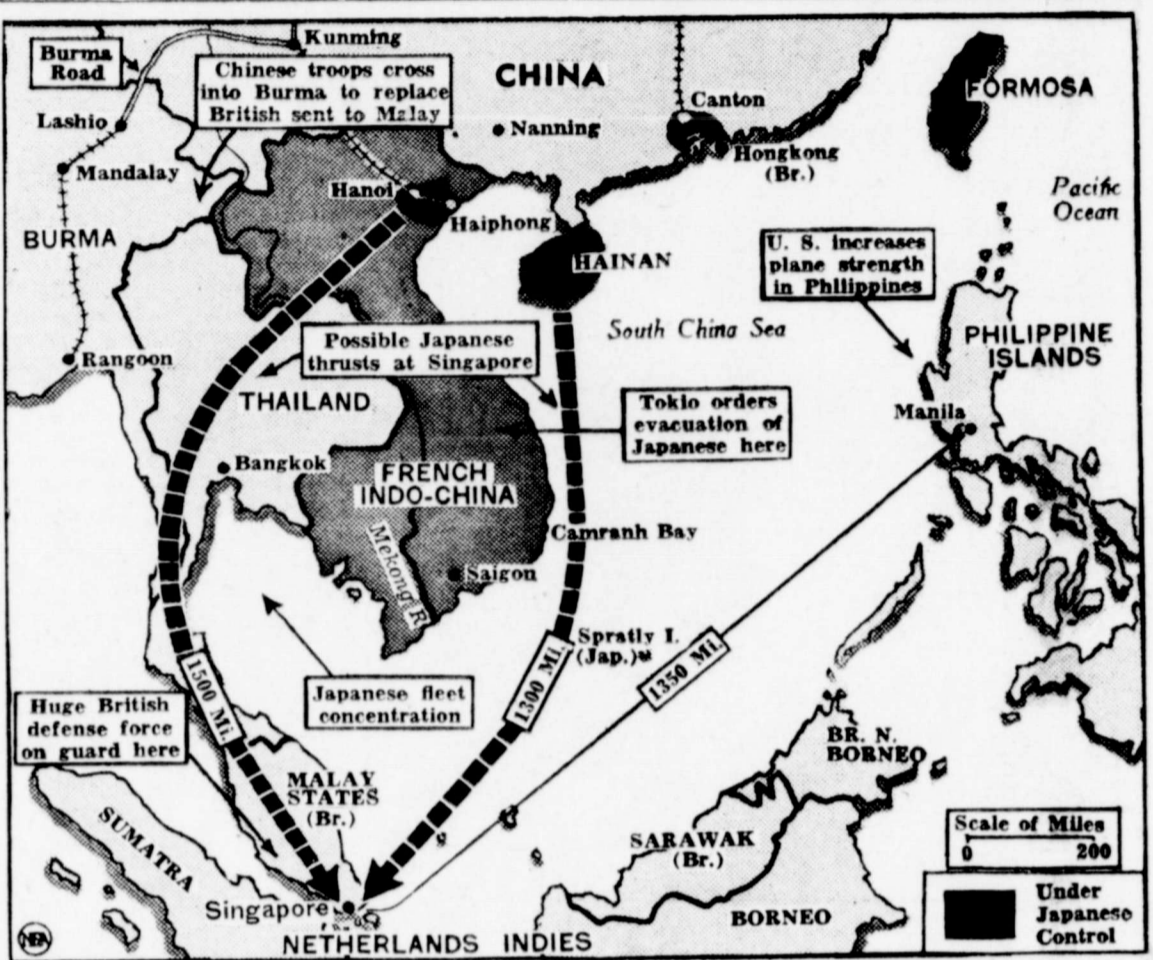 Burma
Road
Kunming
Chinese troops cross
into Burma to replace
British sent to Malay
CHINA
FORMOSA
Lashio
Nanning
Canton
Hongkong
(Br.)
Mandalay
Hanoi
Haiphong
Pacific
Ocean
BURMA
HAINAN
U. S. increases
plane strength
in Philippines
South China Sea
Possible Japanese
thrusts at Singapore
PHILIPPINE
ISLANDS
Rangoon
THAILAND
Tokio orders
evacuation of
Japanese here
Manila
Bangkok
FRENCH
INDO-CHINA
Camranh Bay
Mekong R.
Saigon
Spratly I.
(Jap.)
1500 Mi.
1300 Mi.
1350 Mi.
Japanese fleet
concentration
Huge British
defense force
on guard here
BR. N.
BORNEO
MALAY
STATES
(Br.)
SUMATRA
SARAWAK
(Br.)
Scale of Miles
0 200
Singapore
BORNEO
Under
Japanese
Control
NEA
NETHERLANDS INDIES